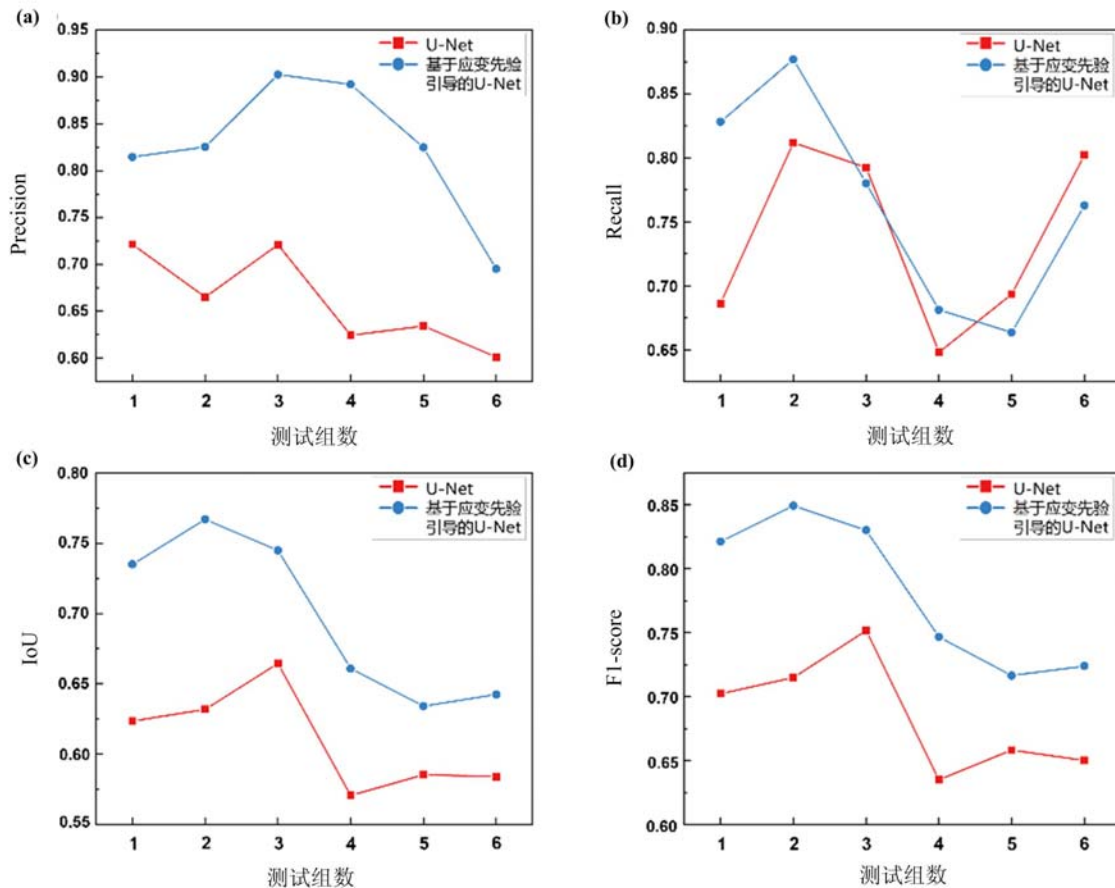 (a)
0.95
0.90
0.85
0.80
0.75
0.70
0.65
0.60
Precision
U-Net
基于应变先验
引导的U-Net
1 2 3 4 5 6
测试组数
(b)
0.90
0.85
0.80
0.75
0.70
0.65
Recall
U-Net
基于应变先验
引导的U-Net
1 2 3 4 5 6
测试组数
(c)
0.80
0.75
0.70
0.65
0.60
0.55
IoU
U-Net
基于应变先验
引导的U-Net
1 2 3 4 5 6
测试组数
(d)
0.85
0.80
0.75
0.70
0.65
0.60
F1-score
U-Net
基于应变先验
引导的U-Net
1 2 3 4 5 6
测试组数